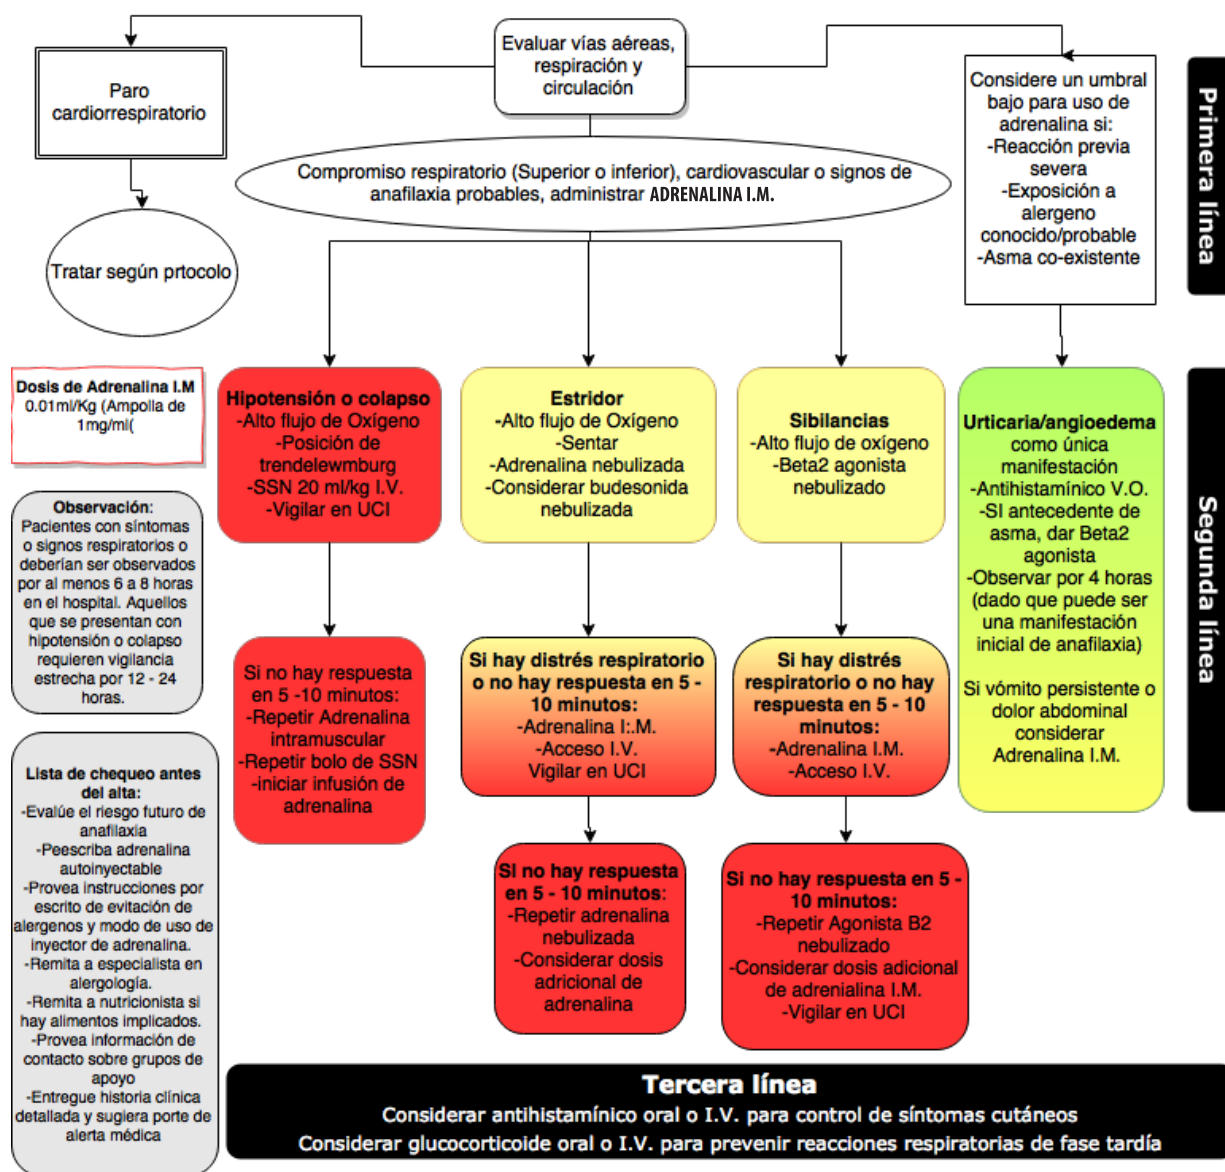 Evaluar vías aéreas,
respiración y
circulación
Paro
cardiorrespiratorio
Considere un umbral
bajo para uso de
adrenalina si:
-Reacción previa
severa
-Exposición a
alergeno
conocido/probable
-Asma co-existente
Primera línea
Compromiso respiratorio (Superior o inferior), cardiovascular o signos de
anafilaxia probables, administrar ADRENALINA I.M.
Tratar según prtocolo
Dosis de Adrenalina I.M
0.01ml/Kg (Ampolla de
1mg/ml(
Hipotensión o colapso
-Alto flujo de Oxígeno
-Posición de
trendelewmburg
-SSN 20 ml/kg I.V.
-Vigilar en UCI
Estridor
-Alto flujo de Oxígeno
-Sentar
-Adrenalina nebulizada
-Considerar budesonida
nebulizada
Sibilancias
-Alto flujo de oxígeno
-Beta2 agonista
nebulizado
Urticaria/angioedema
como única
manifestación
-Antihistamínico V.O.
-SI antecedente de
asma, dar Beta2
agonista
-Observar por 4 horas
(dado que puede ser
una manifestación
inicial de anafilaxia)
Si vómito persistente o
dolor abdominal
considerar
Adrenalina I.M.
Segunda línea
Observación:
Pacientes con síntomas
o signos respiratorios o
deberían ser observados
por al menos 6 a 8 horas
en el hospital. Aquellos
que se presentan con
hipotensión o colapso
requieren vigilancia
estrecha por 12 - 24
horas.
Si no hay respuesta
en 5 -10 minutos:
-Repetir Adrenalina
intramuscular
-Repetir bolo de SSN
-iniciar infusión de
adrenalina
Si hay distrés respiratorio
o no hay respuesta en 5 -
10 minutos:
-Adrenalina I:.M.
-Acceso I.V.
Vigilar en UCI
Si hay distrés
respiratorio o no hay
respuesta en 5 - 10
minutos:
-Adrenalina I.M.
-Acceso I.V.
Lista de chequeo antes
del alta:
-Evalúe el riesgo futuro de
anafilaxia
-Peescriba adrenalina
autoinyectable
-Provea instrucciones por
escrito de evitación de
alergenos y modo de uso de
inyector de adrenalina.
-Remita a especialista en
alergología.
-Remita a nutricionista si
hay alimentos implicados.
-Provea información de
contacto sobre grupos de
apoyo
-Entregue historia clínica
detallada y sugiera porte de
alerta médica
Si no hay respuesta
en 5 - 10 minutos:
-Repetir adrenalina
nebulizada
-Considerar dosis
adricional de
adrenalina
Si no hay respuesta en 5 -
10 minutos:
-Repetir Agonista B2
nebulizado
-Considerar dosis adicional
de adrenialina I.M.
-Vigilar en UCI
Tercera línea
Considerar antihistamínico oral o I.V. para control de síntomas cutáneos
Considerar glucocorticoide oral o I.V. para prevenir reacciones respiratorias de fase tardía